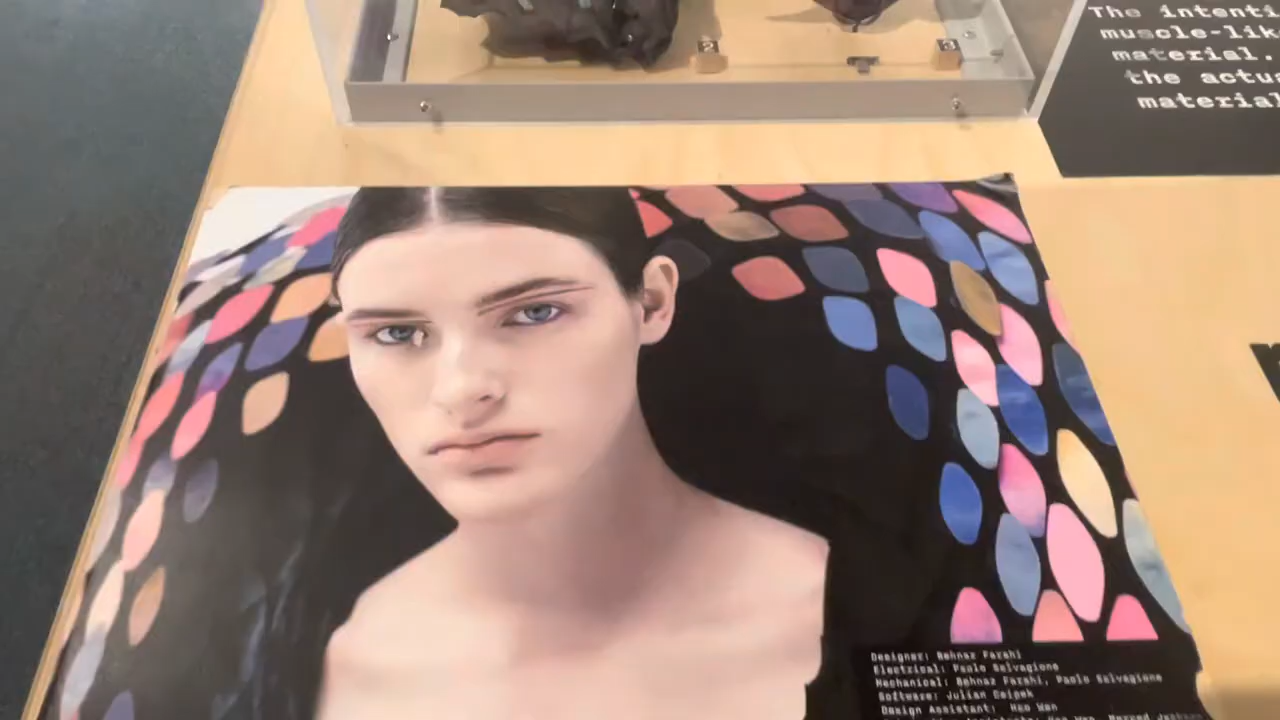 The intenti
muscle-lik
material.
the actua
material
Designer: Behnaz Farahi
Electrical: Paolo Salvagione
Mechanical: Behnaz Farahi, Paolo Salvagione
Software: Julian Ceipek
Design Assistant: Hao Wen